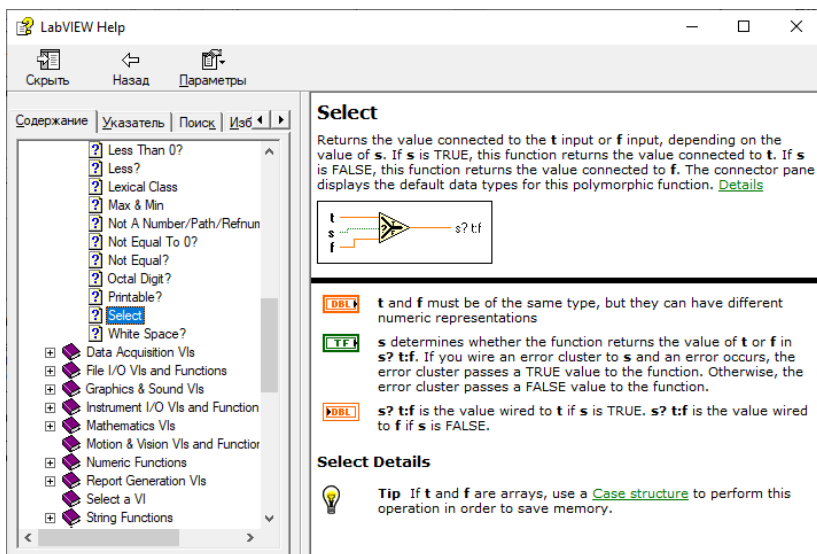 LabVIEW Help
Скрыть Назад Параметры
Содержание Указатель Поиск Изб
Less Than 0?
Less?
Lexical Class
Max & Min
Not A Number/Path/Refnum
Not Equal To 0?
Not Equal?
Octal Digit?
Printable?
Select
White Space?
Data Acquisition VIs
File I/O VIs and Functions
Graphics & Sound VIs
Instrument I/O VIs and Function
Mathematics VIs
Motion & Vision VIs and Function
Numeric Functions
Report Generation VIs
Select a VI
String Functions
Select
Returns the value connected to the t input or f input, depending on the
value of s. If s is TRUE, this function returns the value connected to t. If s
is FALSE, this function returns the value connected to f. The connector pane
displays the default data types for this polymorphic function. Details
t
s
f
? T F
s? t:f
DBL
t and f must be of the same type, but they can have different
numeric representations
TF
s determines whether the function returns the value of t or f in
s? t:f. If you wire an error cluster to s and an error occurs, the
error cluster passes a TRUE value to the function. Otherwise, the
error cluster passes a FALSE value to the function.
DBL
s? t:f is the value wired to t if s is TRUE. s? t:f is the value wired
to f if s is FALSE.
Select Details
Tip If t and f are arrays, use a Case structure to perform this
operation in order to save memory.